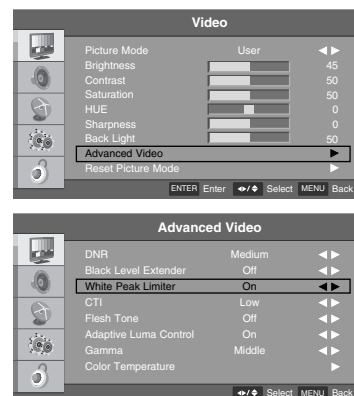 Video
Picture Mode User
Brightness 45
Contrast 50
Saturation 50
HUE 0
Sharpness 0
Back Light 50
Advanced Video
Reset Picture Mode
ENTER Enter Select MENU Back
Advanced Video
DNR Medium
Black Level Extender Off
White Peak Limiter On
CTI Low
Flesh Tone Off
Adaptive Luma Control On
Gamma Middle
Color Temperature
Select MENU Back